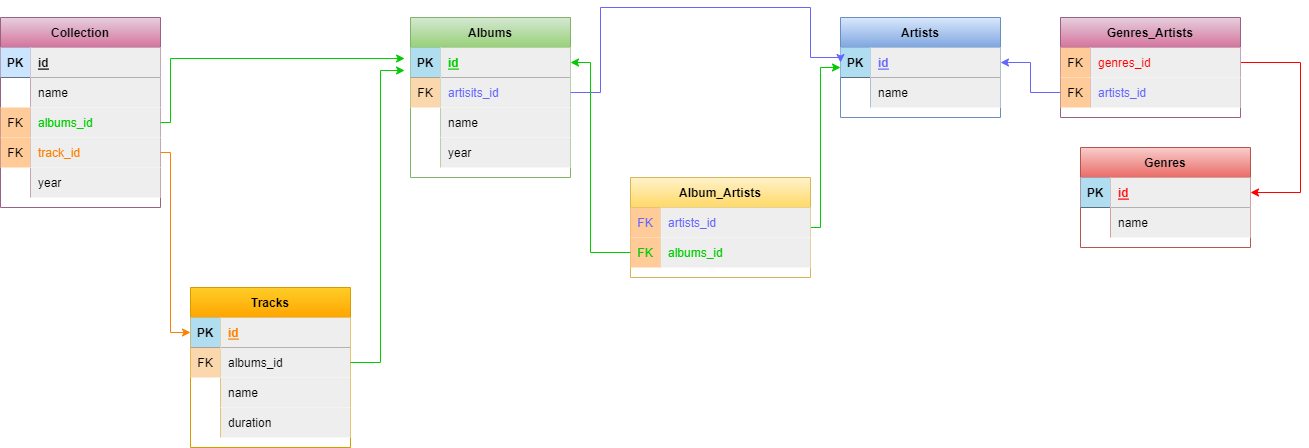 Collection
PK id
name
FK albums_id
FK track_id
year
Albums
PK id
FK artisits_id
name
year
Artists
PK id
name
Genres_Artists
FK genres_id
FK artists_id
Genres
PK id
name
Album_Artists
FK artists_id
FK albums_id
Tracks
PK id
FK albums_id
name
duration